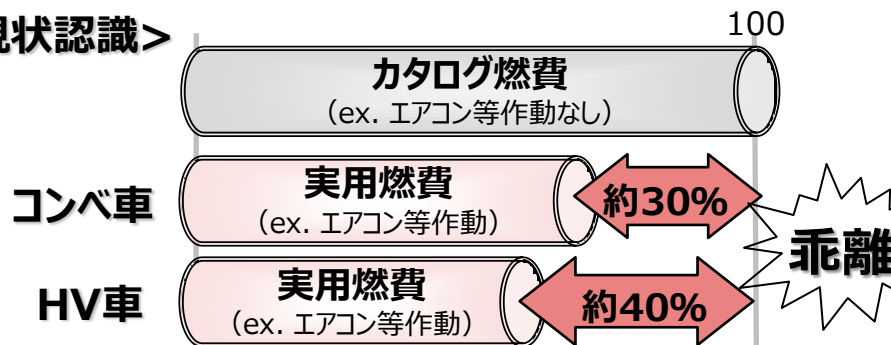 現状認識>
100
カタログ燃費
（ex. エアコン等作動なし）
コンベ車
実用燃費
（ex. エアコン等作動）
約30%
乖離
HV車
実用燃費
（ex. エアコン等作動）
約40%